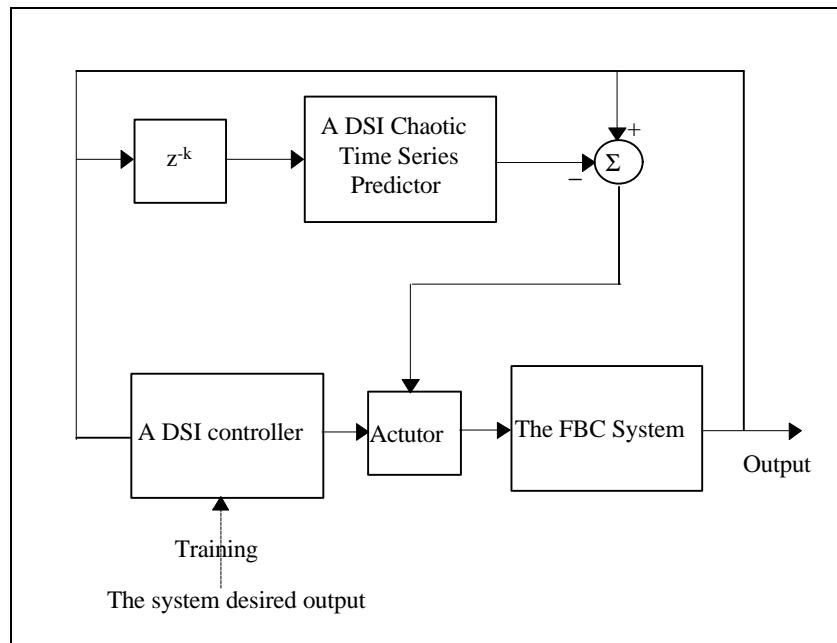 A DSI Chaotic
Time Series
Predictor
z-k
+
−
Σ
A DSI controller
Actutor
The FBC System
Output
Training
The system desired output